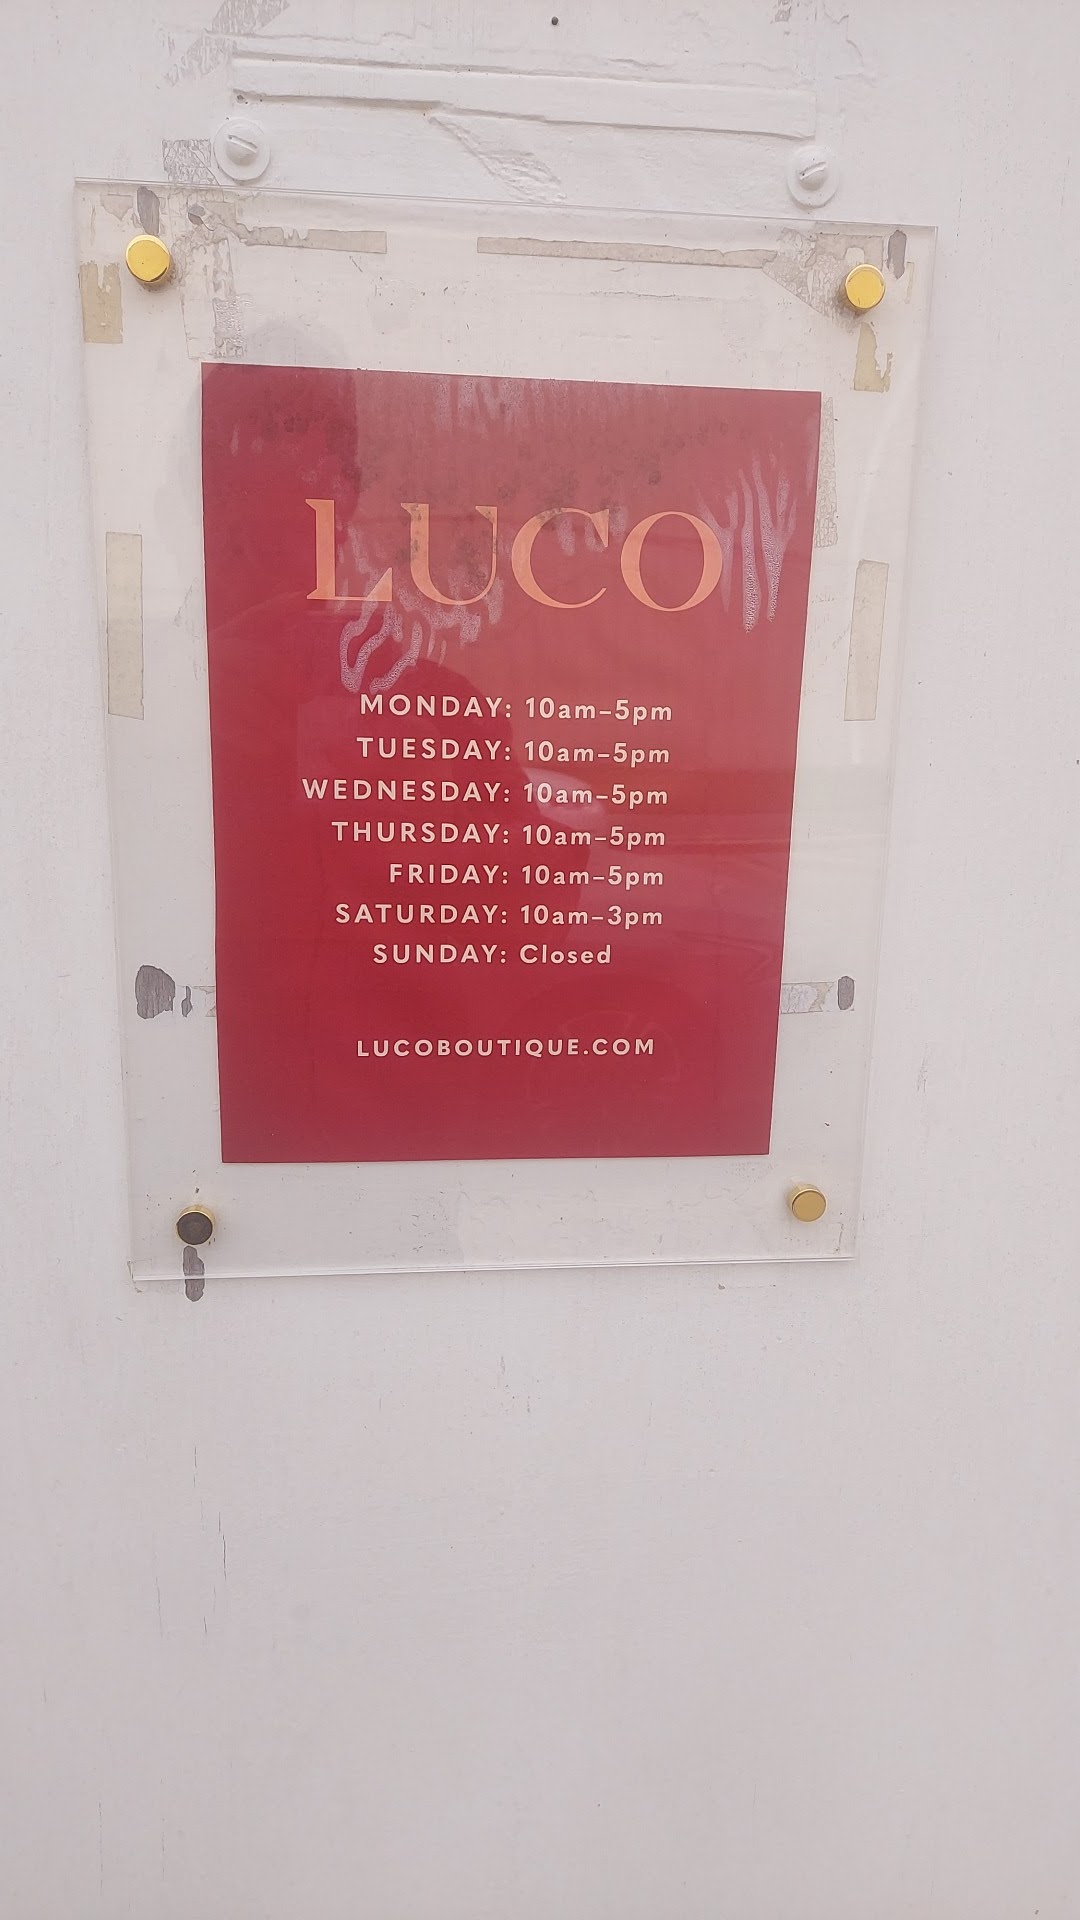 LUCO
MONDAY: 10am–5pm
TUESDAY: 10am–5pm
WEDNESDAY: 10am–5pm
THURSDAY: 10am–5pm
FRIDAY: 10am–5pm
SATURDAY: 10am–3pm
SUNDAY: Closed
LUCOBOUTIQUE.COM